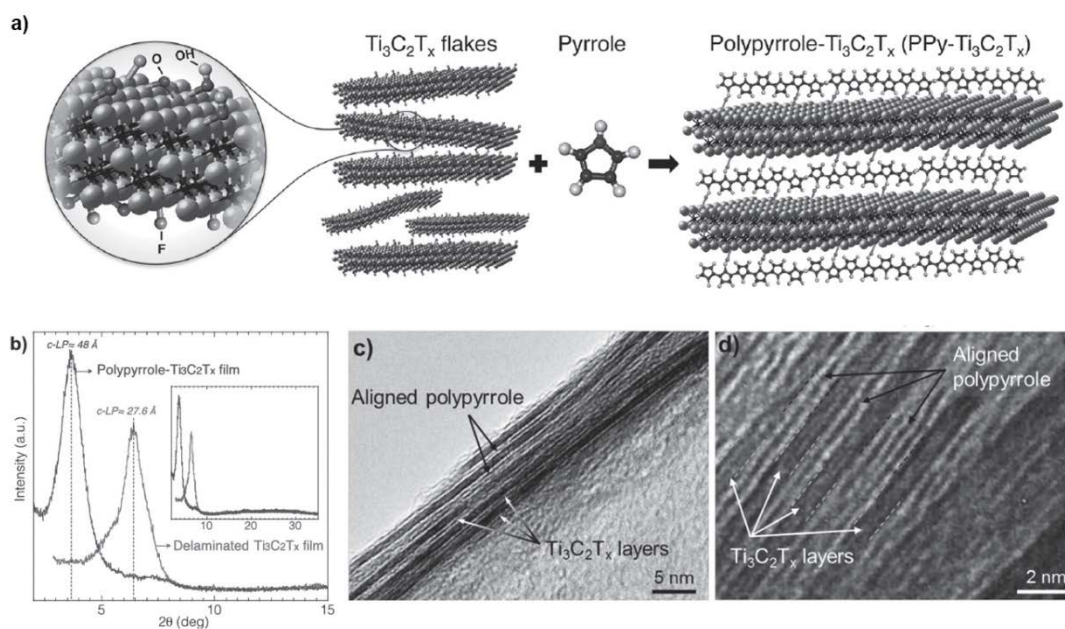 a)
Ti₃C₂Tₓ flakes
Pyrrole
Polypyrrole-Ti₃C₂Tₓ (PPy-Ti₃C₂Tₓ)
O
OH
F
b)
c-LP≈ 48 Å
Polypyrrole-Ti₃C₂Tₓ film
c-LP≈ 27.6 Å
Delaminated Ti₃C₂Tₓ film
Intensity (a.u.)
10 20 30
5 10 15
2θ (deg)
c)
Aligned polypyrrole
Ti₃C₂Tₓ layers
5 nm
d)
Aligned
polypyrrole
Ti₃C₂Tₓ layers
2 nm